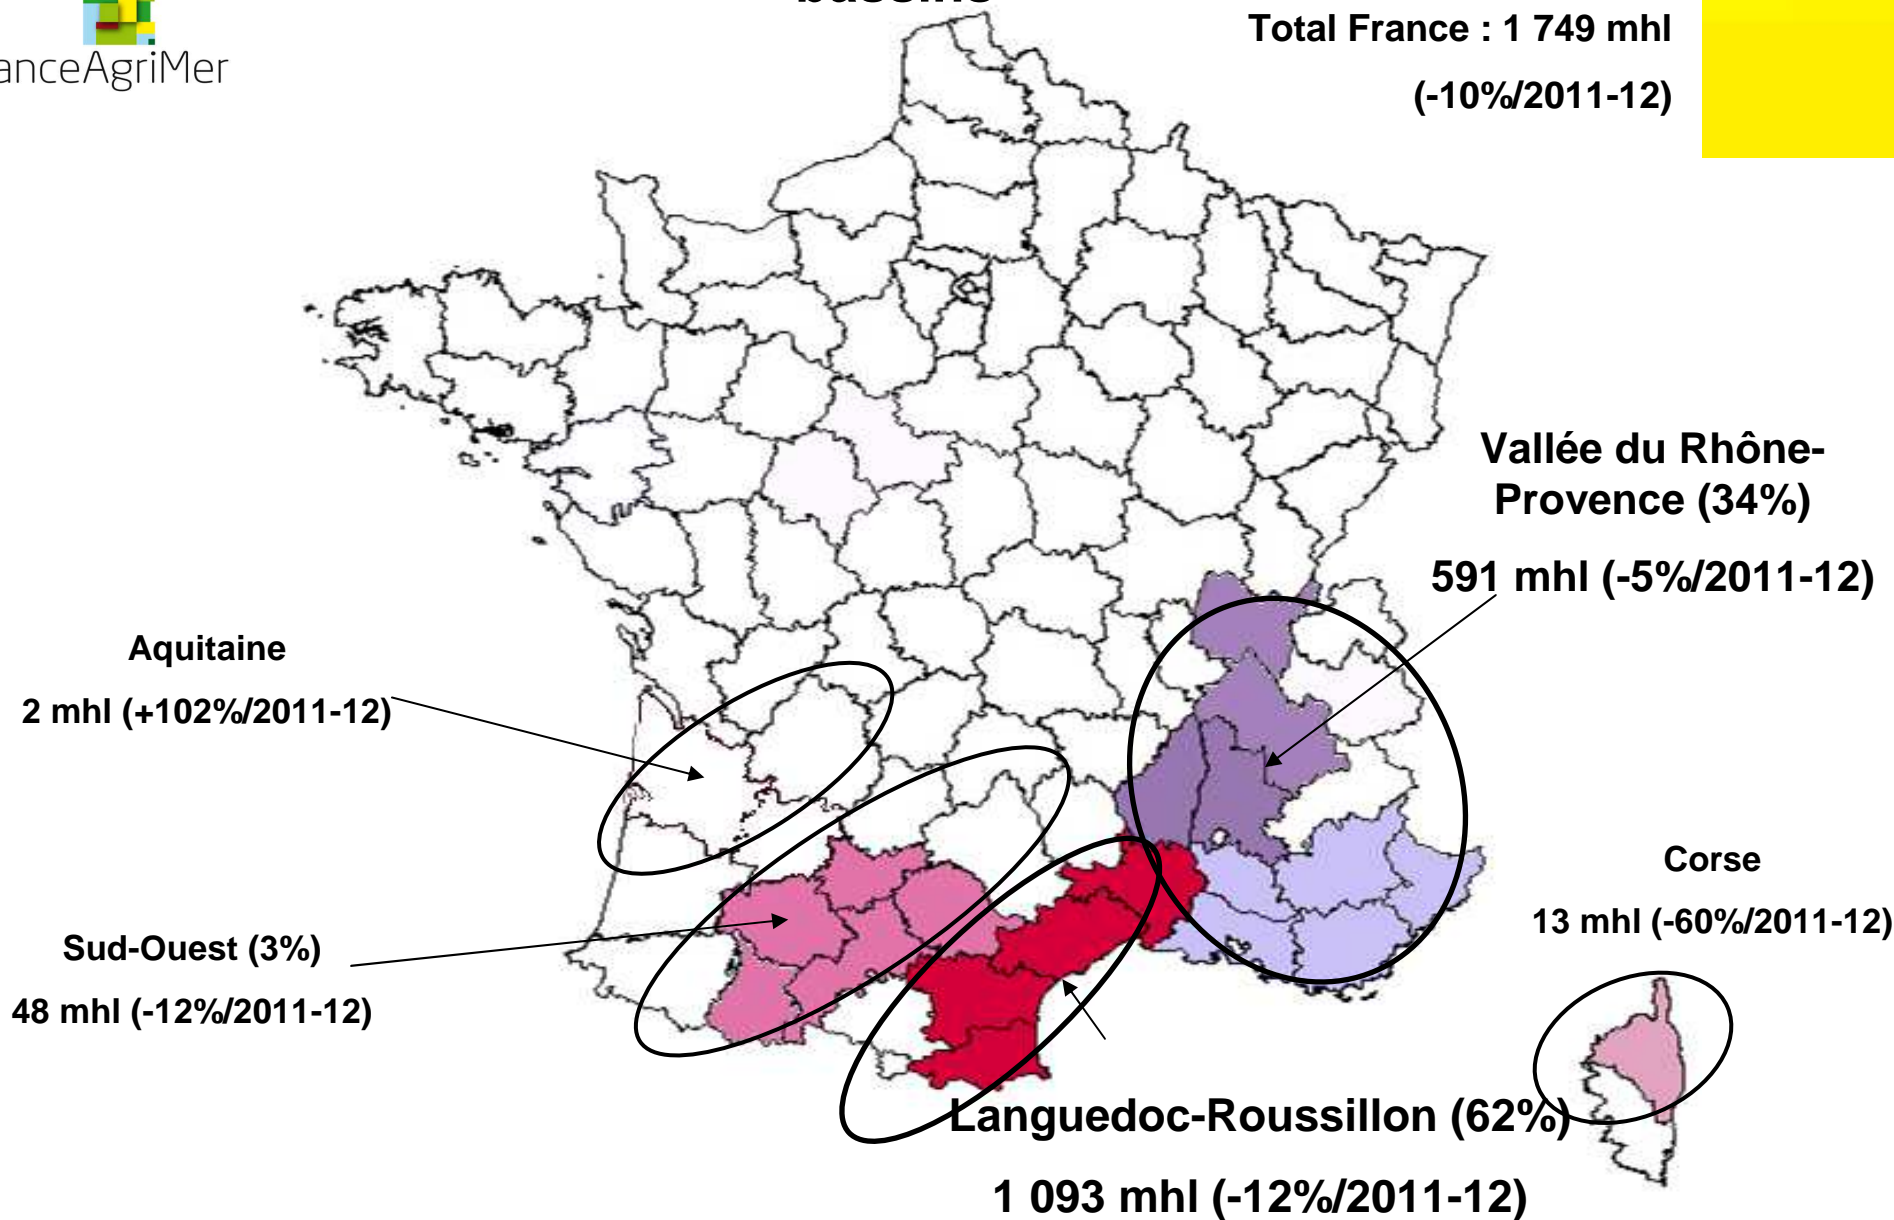 bassins
Total France : 1 749 mhl
(-10%/2011-12)
anceAgriMer
Vallée du Rhône-
Provence (34%)
591 mhl (-5%/2011-12)
Aquitaine
2 mhl (+102%/2011-12)
Corse
13 mhl (-60%/2011-12)
Sud-Ouest (3%)
48 mhl (-12%/2011-12)
Languedoc-Roussillon (62%)
1 093 mhl (-12%/2011-12)